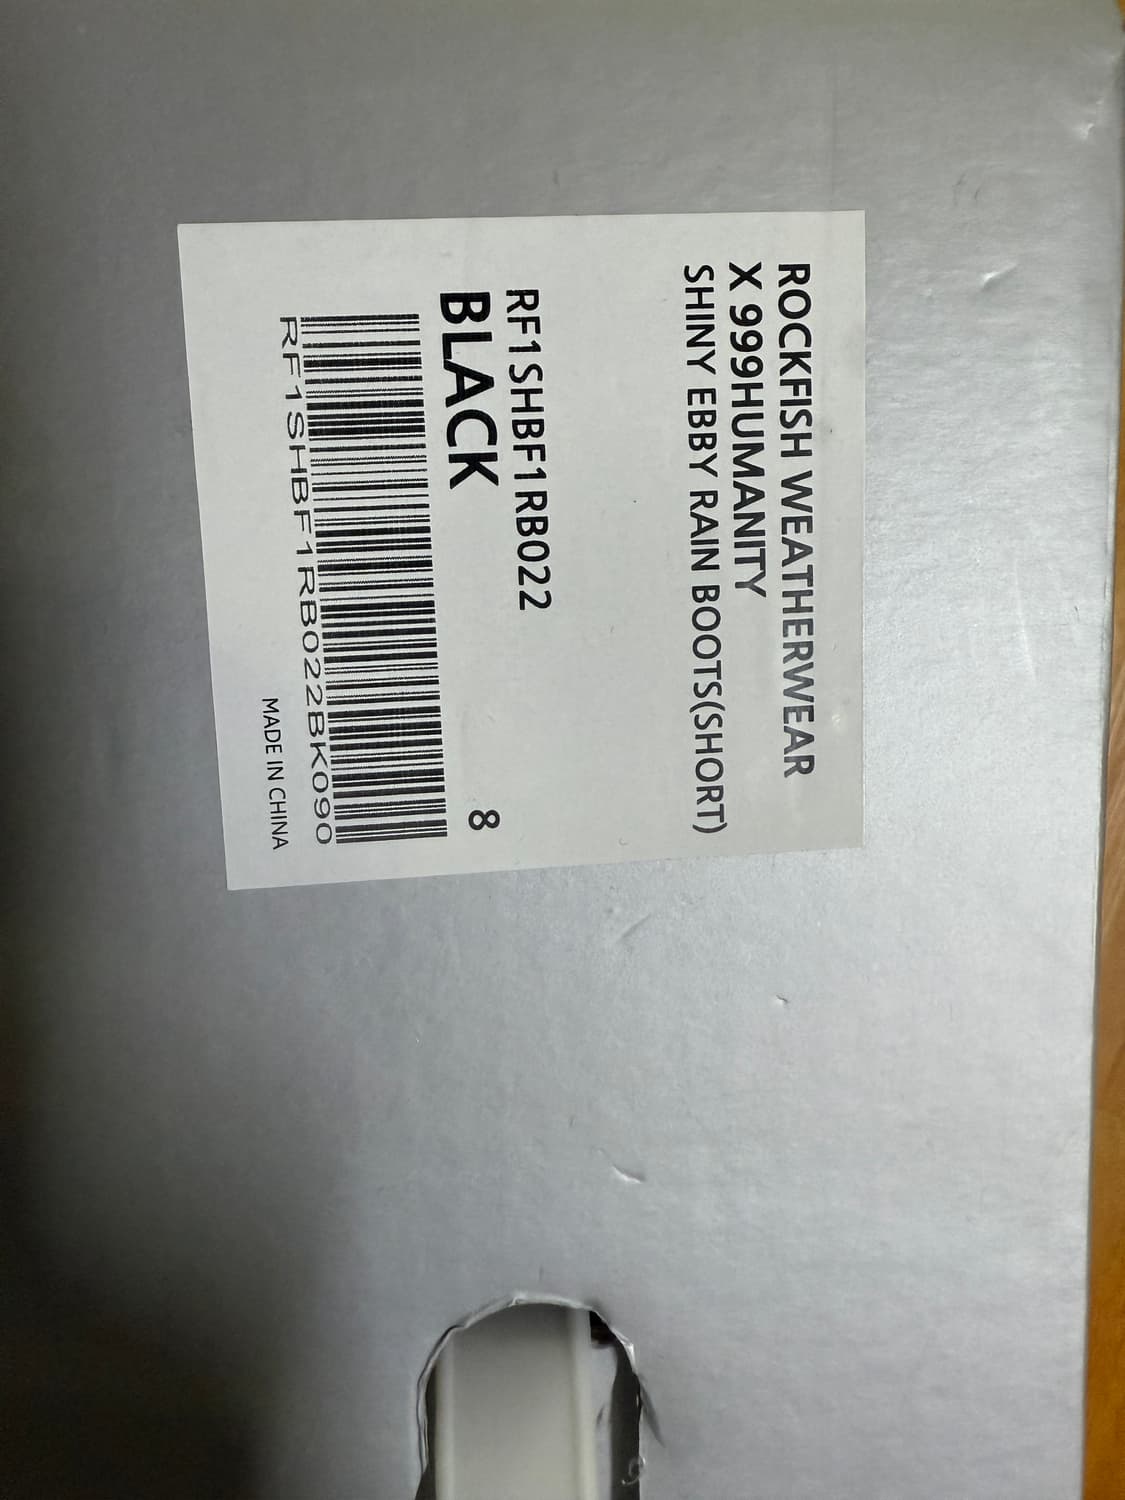 ROCKFISH WEATHERWEAR
X 999HUMANITY
SHINY EBBY RAIN BOOTS(SHORT)
RF1SHBF1RB022
BLACK 8
RF1SHBF1RB022BK090
MADE IN CHINA